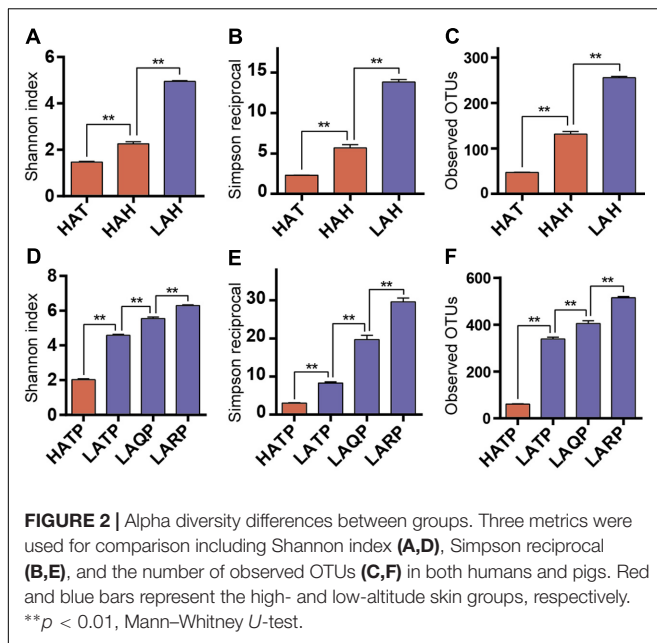 A
B
C
Shannon index
6
4
2
0
**
**
HAT
HAH
LAH
Simpson reciprocal
15
10
5
0
**
**
HAT
HAH
LAH
Observed OTUs
300
200
100
0
**
**
HAT
HAH
LAH
D
E
F
Shannon index
8
6
4
2
0
**
**
**
HATP
LATP
LAQP
LARP
Simpson reciprocal
30
20
10
0
**
**
**
HATP
LATP
LAQP
LARP
Observed OTUs
600
400
200
0
**
**
**
HATP
LATP
LAQP
LARP
FIGURE 2 | Alpha diversity differences between groups. Three metrics were
used for comparison including Shannon index (A,D), Simpson reciprocal
(B,E), and the number of observed OTUs (C,F) in both humans and pigs. Red
and blue bars represent the high- and low-altitude skin groups, respectively.
**p < 0.01, Mann–Whitney U-test.